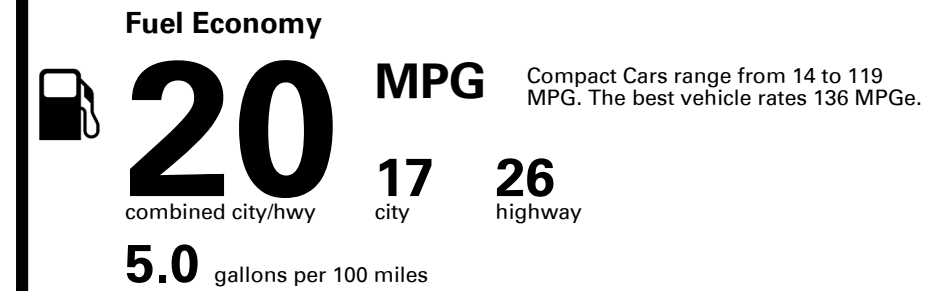 Fuel Economy
20 MPG
Compact Cars range from 14 to 119
MPG. The best vehicle rates 136 MPGe.
combined city/hwy
17
city
26
highway
5.0 gallons per 100 miles